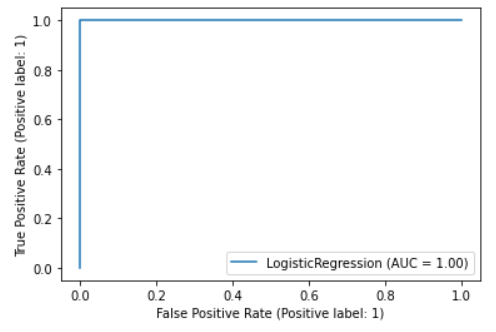 1.0
0.8
0.6
0.4
0.2
0.0
True Positive Rate (Positive label: 1)
LogisticRegression (AUC = 1.00)
0.0 0.2 0.4 0.6 0.8 1.0
False Positive Rate (Positive label: 1)